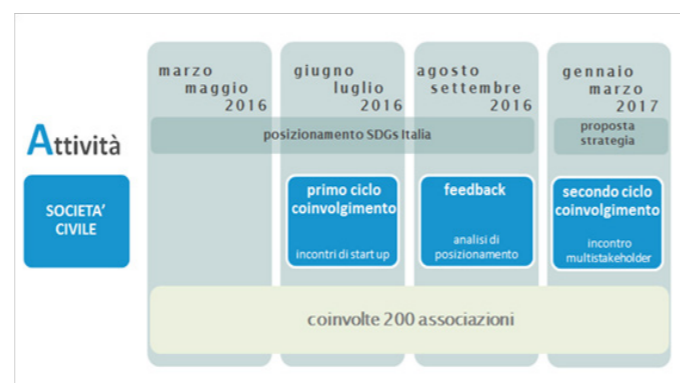 marzo
maggio
2016
giugno
luglio
2016
agosto
settembre
2016
gennaio
marzo
2017
posizionamento SDGs Italia
proposta
strategia
Attività
SOCIETA'
CIVILE
primo ciclo
coinvolgimento
incontri di start up
feedback
analisi di
posizionamento
secondo ciclo
coinvolgimento
incontro
multistakeholder
coinvolte 200 associazioni